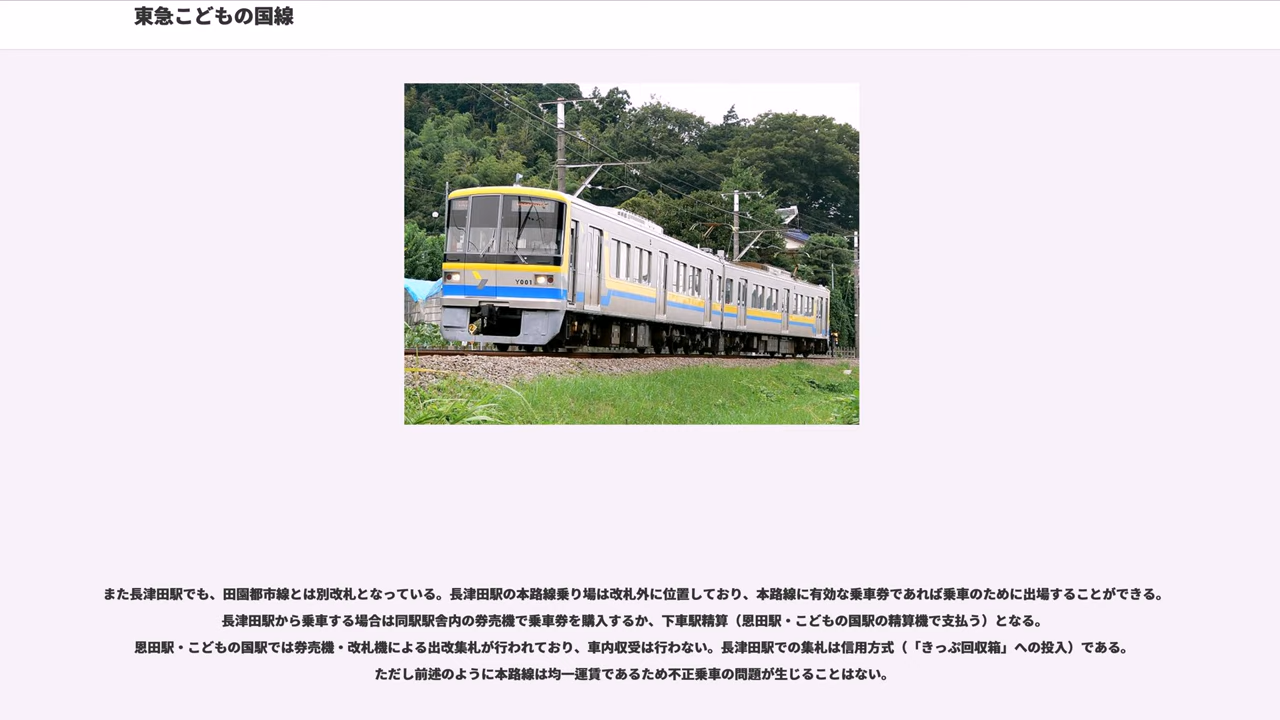 東急こどもの国線
Y001
また長津田駅でも、田園都市線とは別改札となっている。長津田駅の本路線乗り場は改札外に位置しており、本路線に有効な乗車券であれば乗車のために出場することができる。
長津田駅から乗車する場合は同駅駅舎内の券売機で乗車券を購入するか、下車駅精算（恩田駅・こどもの国駅の精算機で支払う）となる。
恩田駅・こどもの国駅では券売機・改札機による出改集札が行われており、車内収受は行わない。長津田駅での集札は信用方式（「きっぷ回収箱」への投入）である。
ただし前述のように本路線は均一運賃であるため不正乗車の問題が生じることはない。